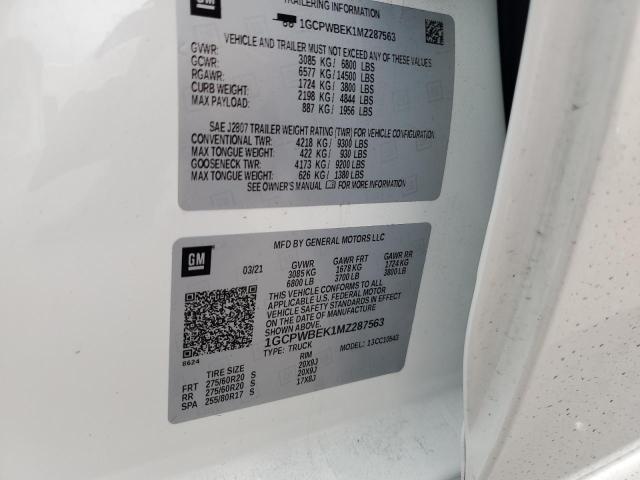 GM
TRAILERING INFORMATION
1GCPWBEK1MZ287563
VEHICLE AND TRAILER MUST NOT EXCEED ANY OF THESE VALUES
GVWR: 3085 KG/ 6800 LBS
GCWR: 6577 KG/ 14500 LBS
RGAWR: 1724 KG/ 3800 LBS
CURB WEIGHT: 2198 KG/ 4844 LBS
MAX PAYLOAD: 887 KG/ 1956 LBS
SAE J2807 TRAILER WEIGHT RATING (TWR) FOR VEHICLE CONFIGURATION
CONVENTIONAL TWR: 4218 KG/ 9300 LBS
MAX TONGUE WEIGHT: 422 KG/ 930 LBS
GOOSENECK TWR: 4173 KG/ 9200 LBS
MAX TONGUE WEIGHT: 626 KG/ 1380 LBS
SEE OWNER'S MANUAL FOR MORE INFORMATION
GM
MFD BY GENERAL MOTORS LLC
03/21 GVWR GAWR FRT GAWR RR
3085 KG 1678 KG 1724 KG
6800 LB 3700 LB 3800 LB
THIS VEHICLE CONFORMS TO ALL
APPLICABLE U.S. FEDERAL MOTOR
VEHICLE SAFETY STANDARDS
IN EFFECT ON THE DATE OF MANUFACTURE
SHOWN ABOVE.
1GCPWBEK1MZ287563
TYPE: TRUCK MODEL: 13CC10543
8624
TIRE SIZE RIM
FRT 275/60R20 S 20X9J
RR 275/60R20 S 20X9J
SPA 255/80R17 S 17X8J